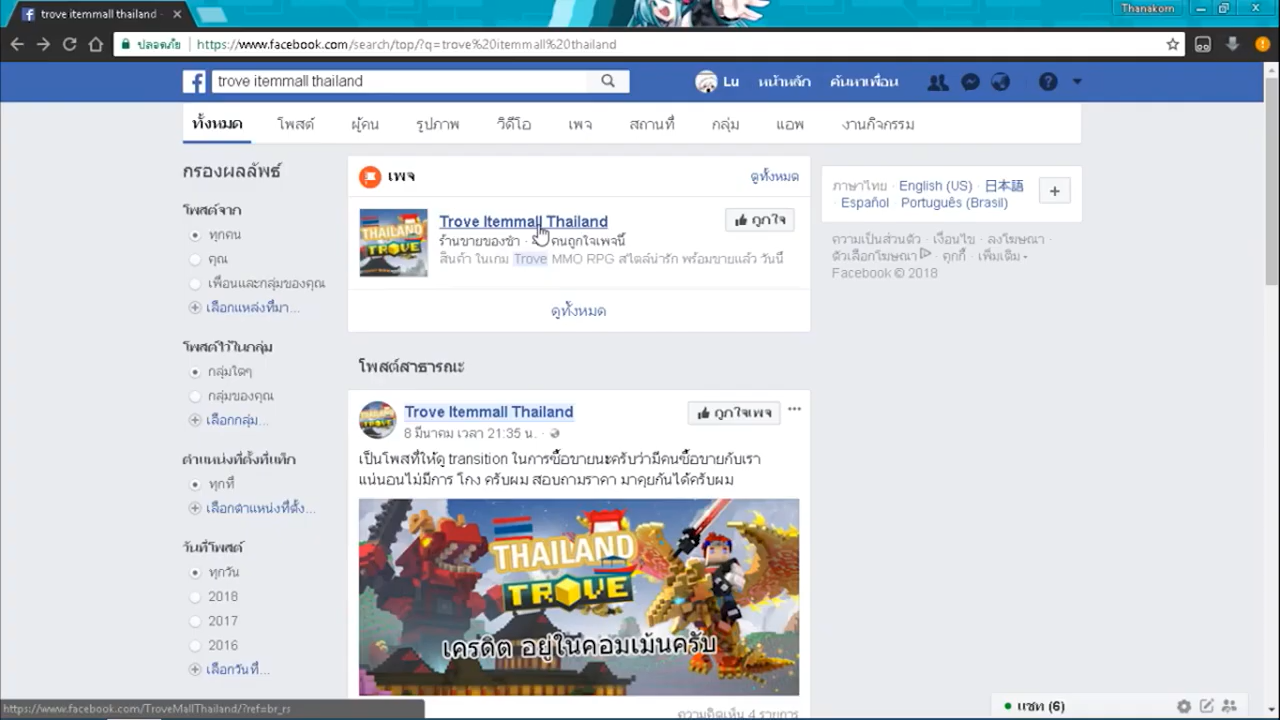 trove itemmall thailand
Thanakorn
ปลอดภัย
https://www.facebook.com/search/top/?q=trove%20itemmall%20thailand
trove itemmall thailand
Lu
หน้าหลัก
ค้นหาเพื่อน
ทั้งหมด โพสต์ ผู้คน รูปภาพ วิดีโอ เพจ สถานที่ กลุ่ม แอพ งานกิจกรรม
กรองผลลัพธ์
โพสต์จาก
ทุกคน
คุณ
เพื่อนและกลุ่มของคุณ
เลือกแหล่งที่มา...
โพสต์ไว้ในกลุ่ม
กลุ่มใดๆ
กลุ่มของคุณ
เลือกกลุ่ม...
ตำแหน่งที่ตั้งที่แท็ก
ทุกที่
เลือกตำแหน่งที่ตั้ง...
วันที่โพสต์
ทุกวัน
2018
2017
2016
เลือกวันที่...
เพจ
ดูทั้งหมด
THAILAND
TROVE
Trove Itemmall Thailand
ถูกใจ
ร้านขายของชำ · คนถูกใจเพจนี้
สินค้า ในเกม Trove MMO RPG สไตล์น่ารัก พร้อมขายแล้ว วันนี้
ดูทั้งหมด
โพสต์สาธารณะ
Trove Itemmall Thailand
ถูกใจเพจ
8 มีนาคม เวลา 21:35 น. ·
เป็นโพสที่ให้ดู transition ในการซื้อขายนะครับว่ามีคนซื้อขายกับเรา
แน่นอนไม่มีการ โกง ครับผม สอบถามราคา มาคุยกันได้ครับผม
THAILAND
TROVE
เครดิต อยู่ในคอมเม้นครับ
ความคิดเห็น 4 รายการ
ภาษาไทย · English (US) · 日本語 ·
Español · Português (Brasil)
ความเป็นส่วนตัว · เงื่อนไข · ลงโฆษณา ·
ตัวเลือกโฆษณา · คุกกี้ · เพิ่มเติม
Facebook © 2018
https://www.facebook.com/TroveMallThailand/?ref=br_rs
แชท (6)